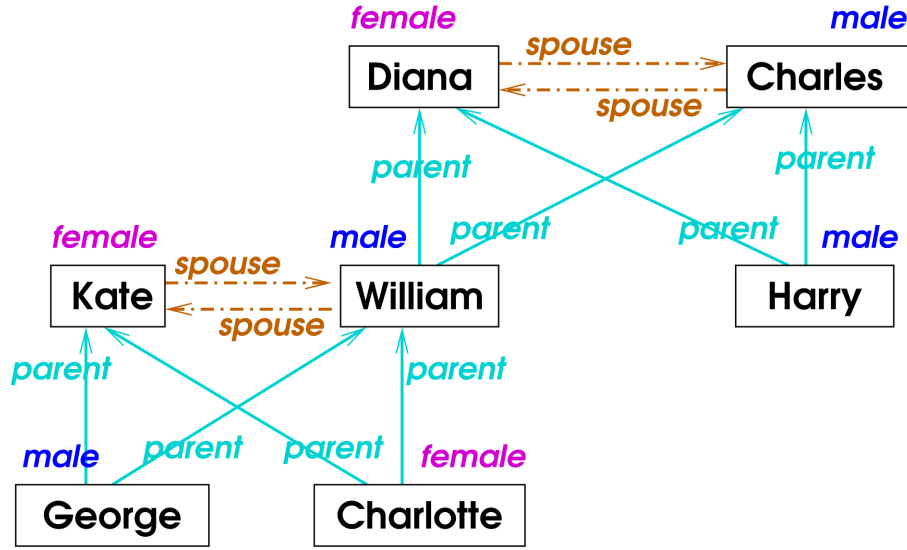 female
male
spouse
Diana
Charles
spouse
parent
parent
female
male
parent
parent
male
spouse
Kate
William
Harry
spouse
parent
parent
male
parent
parent
female
George
Charlotte